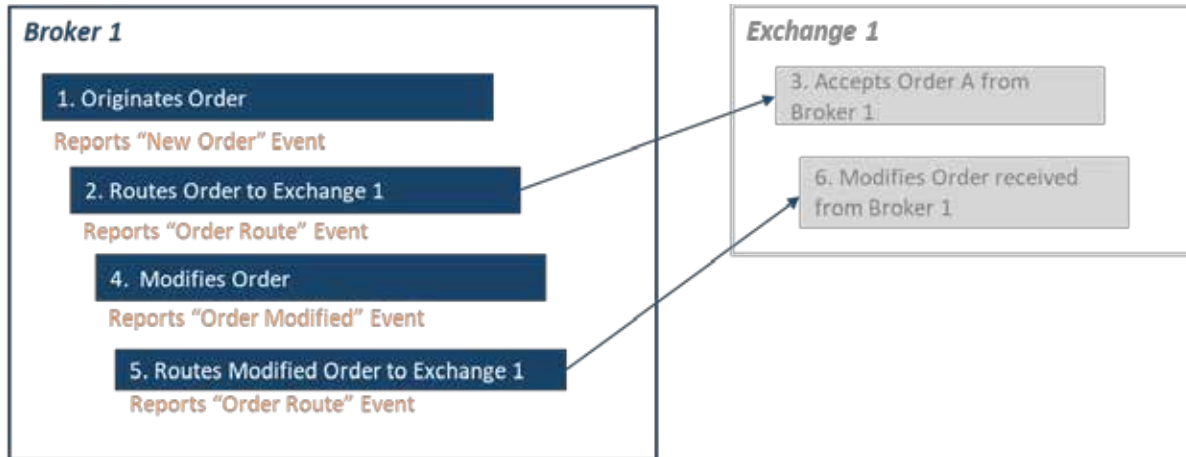 Broker 1
1. Originates Order
Reports “New Order” Event
2. Routes Order to Exchange 1
Reports “Order Route” Event
4.  Modifies Order
Reports “Order Modified” Event
5. Routes Modified Order to Exchange 1
Reports “Order Route” Event
Exchange 1
3. Accepts Order A from
Broker 1
6. Modifies Order received
from Broker 1